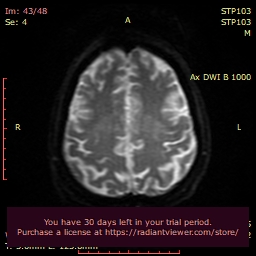 Im: 43/48
Se: 4
A
STP103
STP103
M
Ax DWI B 1000
R
L
You have 30 days left in your trial period.
Purchase a license at https://radiantviewer.com/store/